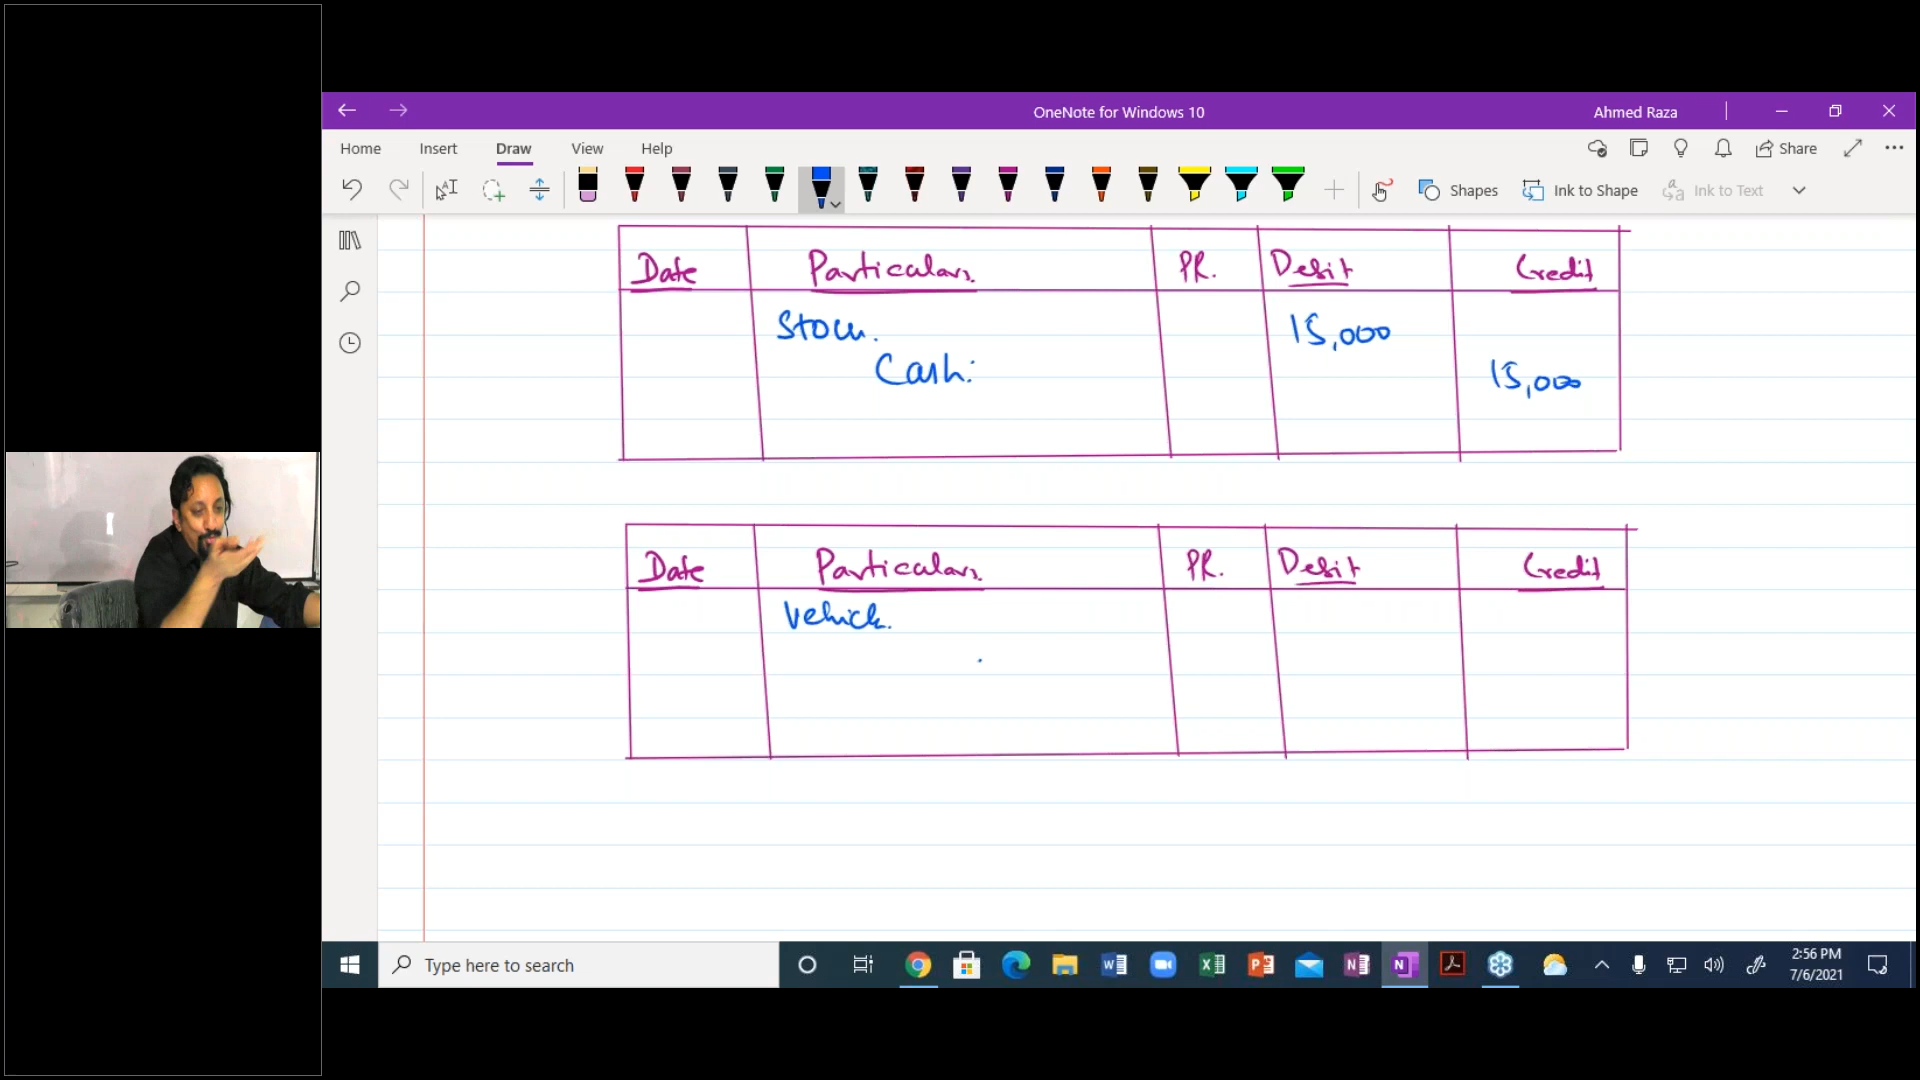 OneNote for Windows 10
Ahmed Raza
Home Insert Draw View Help
Share
Shapes Ink to Shape Ink to Text
Date Particulars. PR. Debit Credit
Stock. 15,000
Cash: 15,000
Date Particulars. PR. Debit Credit
Vehicle.
Type here to search
2:56 PM
7/6/2021